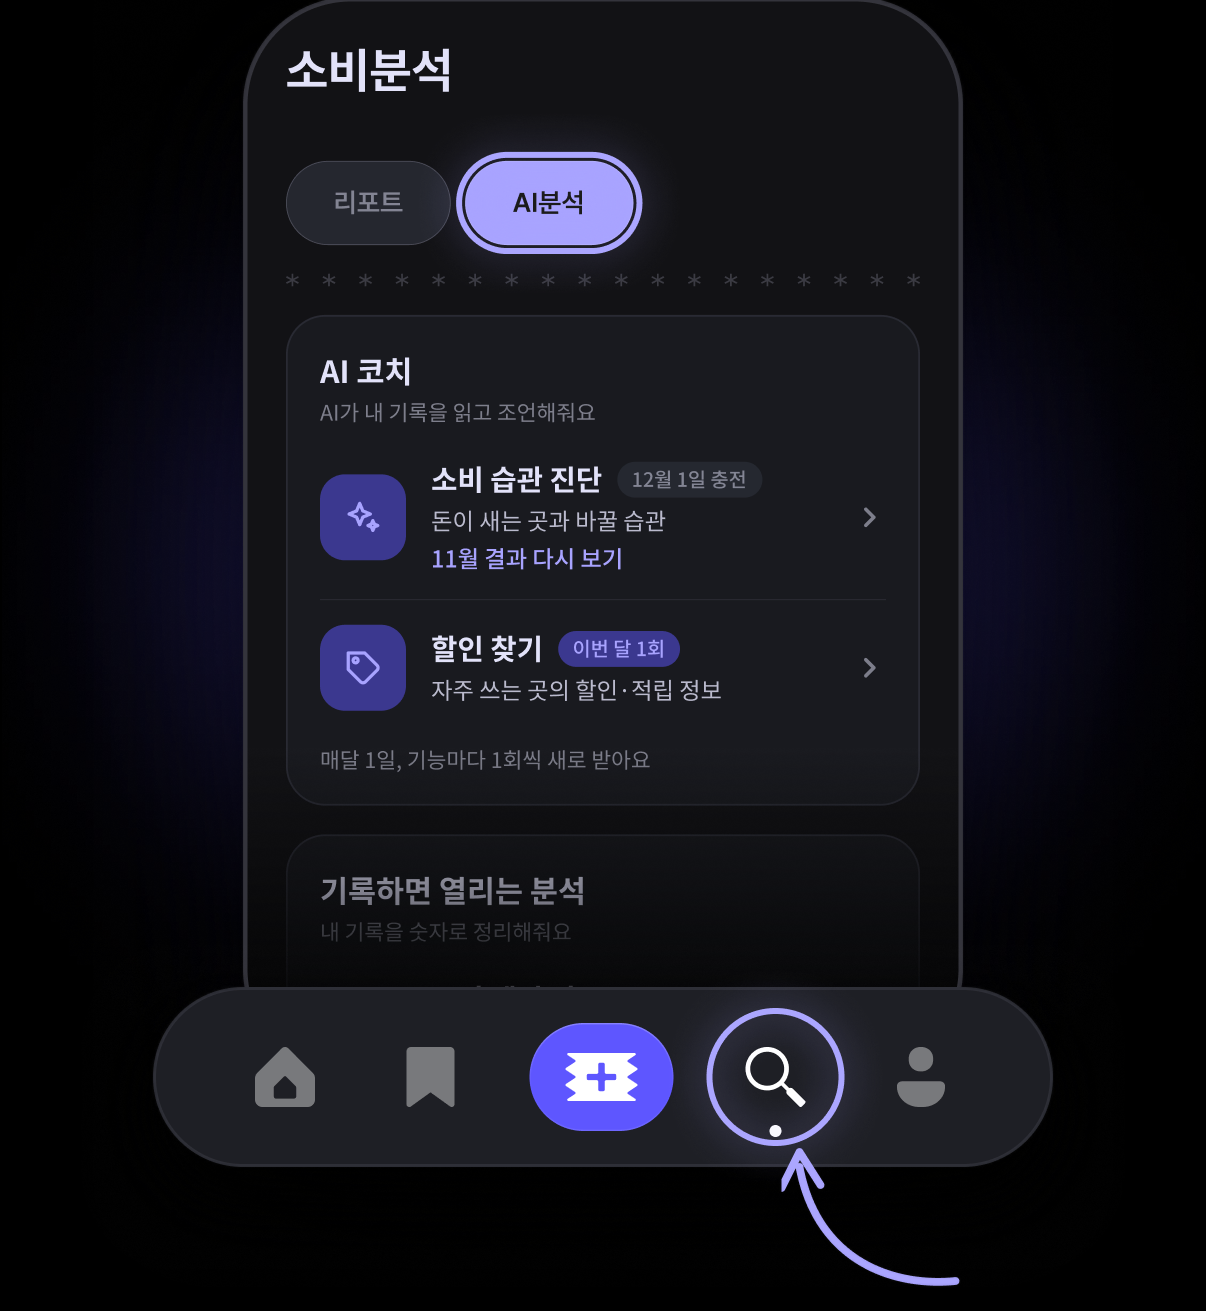 소비분석
리포트
AI분석
* * * * * * * * * * * * * * * * * *
AI 코치
AI가 내 기록을 읽고 조언해줘요
소비 습관 진단
12월 1일 충전
돈이 새는 곳과 바꿀 습관
11월 결과 다시 보기
할인 찾기
이번 달 1회
자주 쓰는 곳의 할인·적립 정보
매달 1일, 기능마다 1회씩 새로 받아요
기록하면 열리는 분석
내 기록을 숫자로 정리해줘요